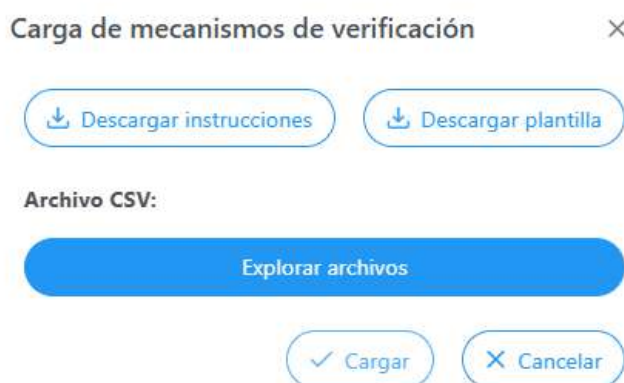 Carga de mecanismos de verificación
Descargar instrucciones Descargar plantilla
Archivo CSV:
Explorar archivos
Cargar Cancelar